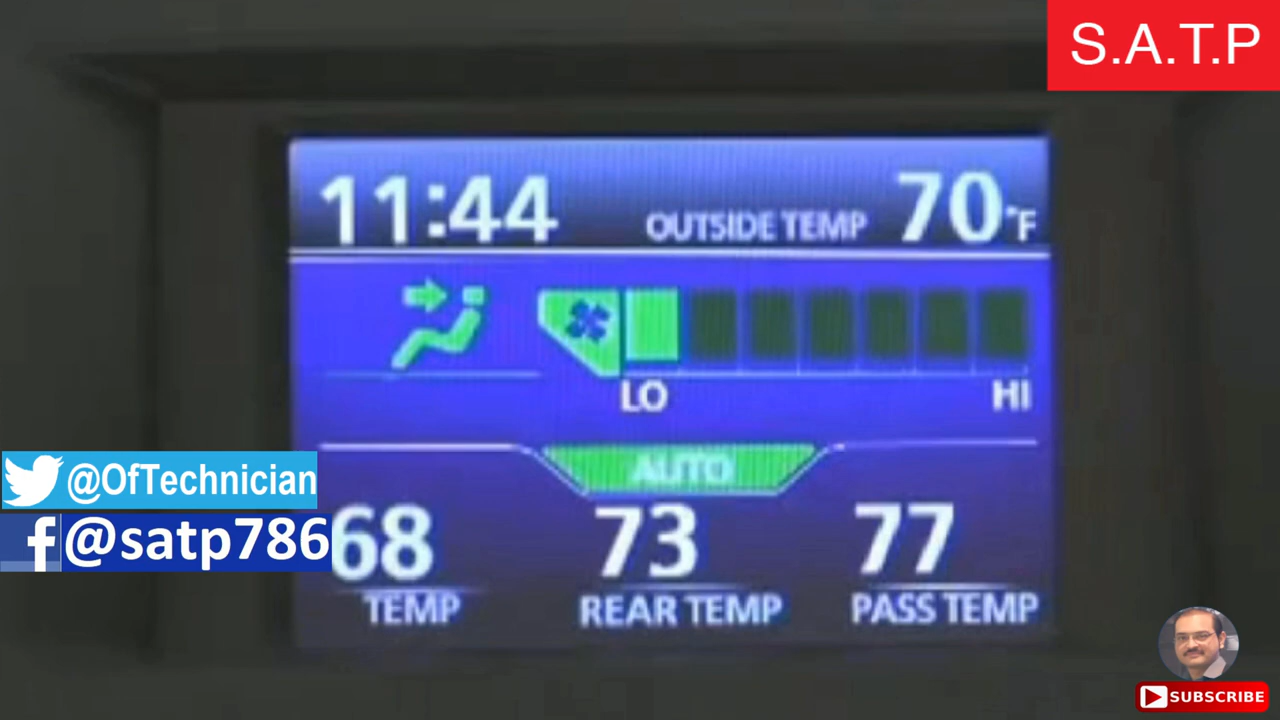 S.A.T.P
11:44 OUTSIDE TEMP 70°F
LO HI
AUTO
@OfTechnician
@satp786
68 73 77
TEMP REAR TEMP PASS TEMP
SUBSCRIBE